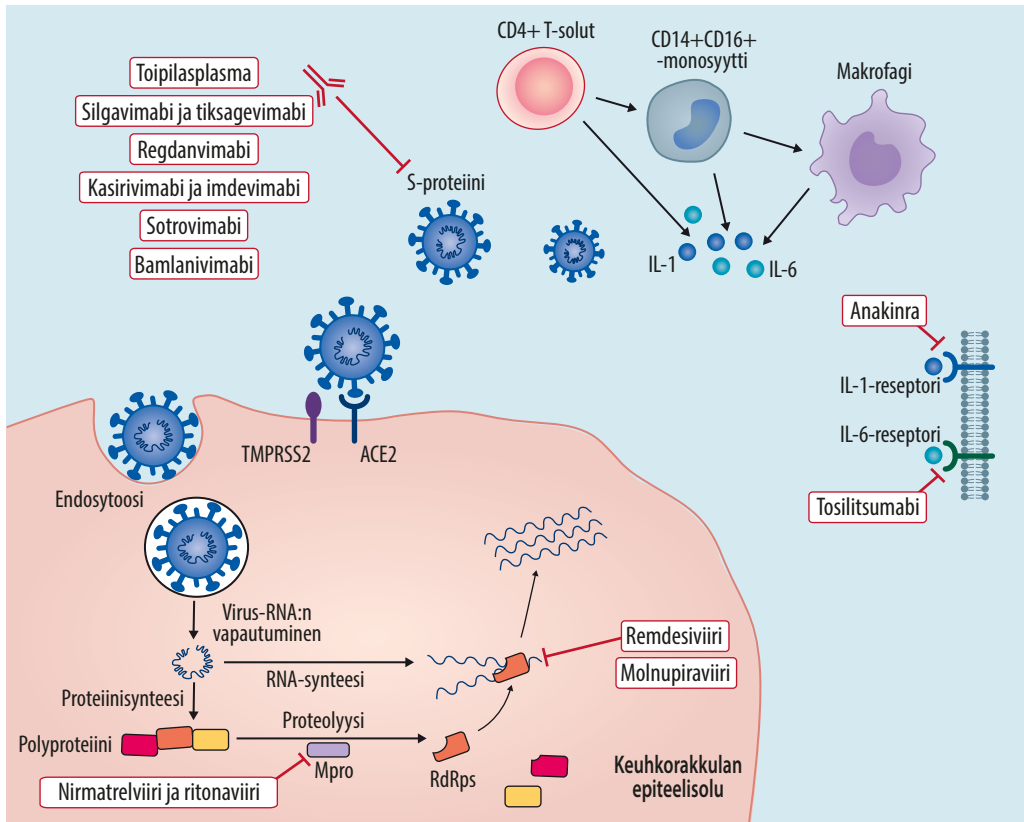 Toipilasplasma
Silgavimabi ja tiksagevimabi
Regdanvimabi
Kasirivimabi ja imdevimabi
Sotrovimabi
Bamlanivimabi
S-proteiini
CD4+ T-solut
CD14+CD16+
-monosyytti
Makrofagi
IL-1
IL-6
Anakinra
IL-1-reseptori
IL-6-reseptori
Tosilitsumabi
TMPRSS2
ACE2
Endosytoosi
Virus-RNA:n
vapautuminen
RNA-synteesi
Remdesiviiri
Molnupiraviiri
Proteiinisynteesi
Polyproteiini
Proteolyysi
Mpro
RdRps
Nirmatrelviiri ja ritonaviiri
Keuhkorakkulan
epiteelisolu